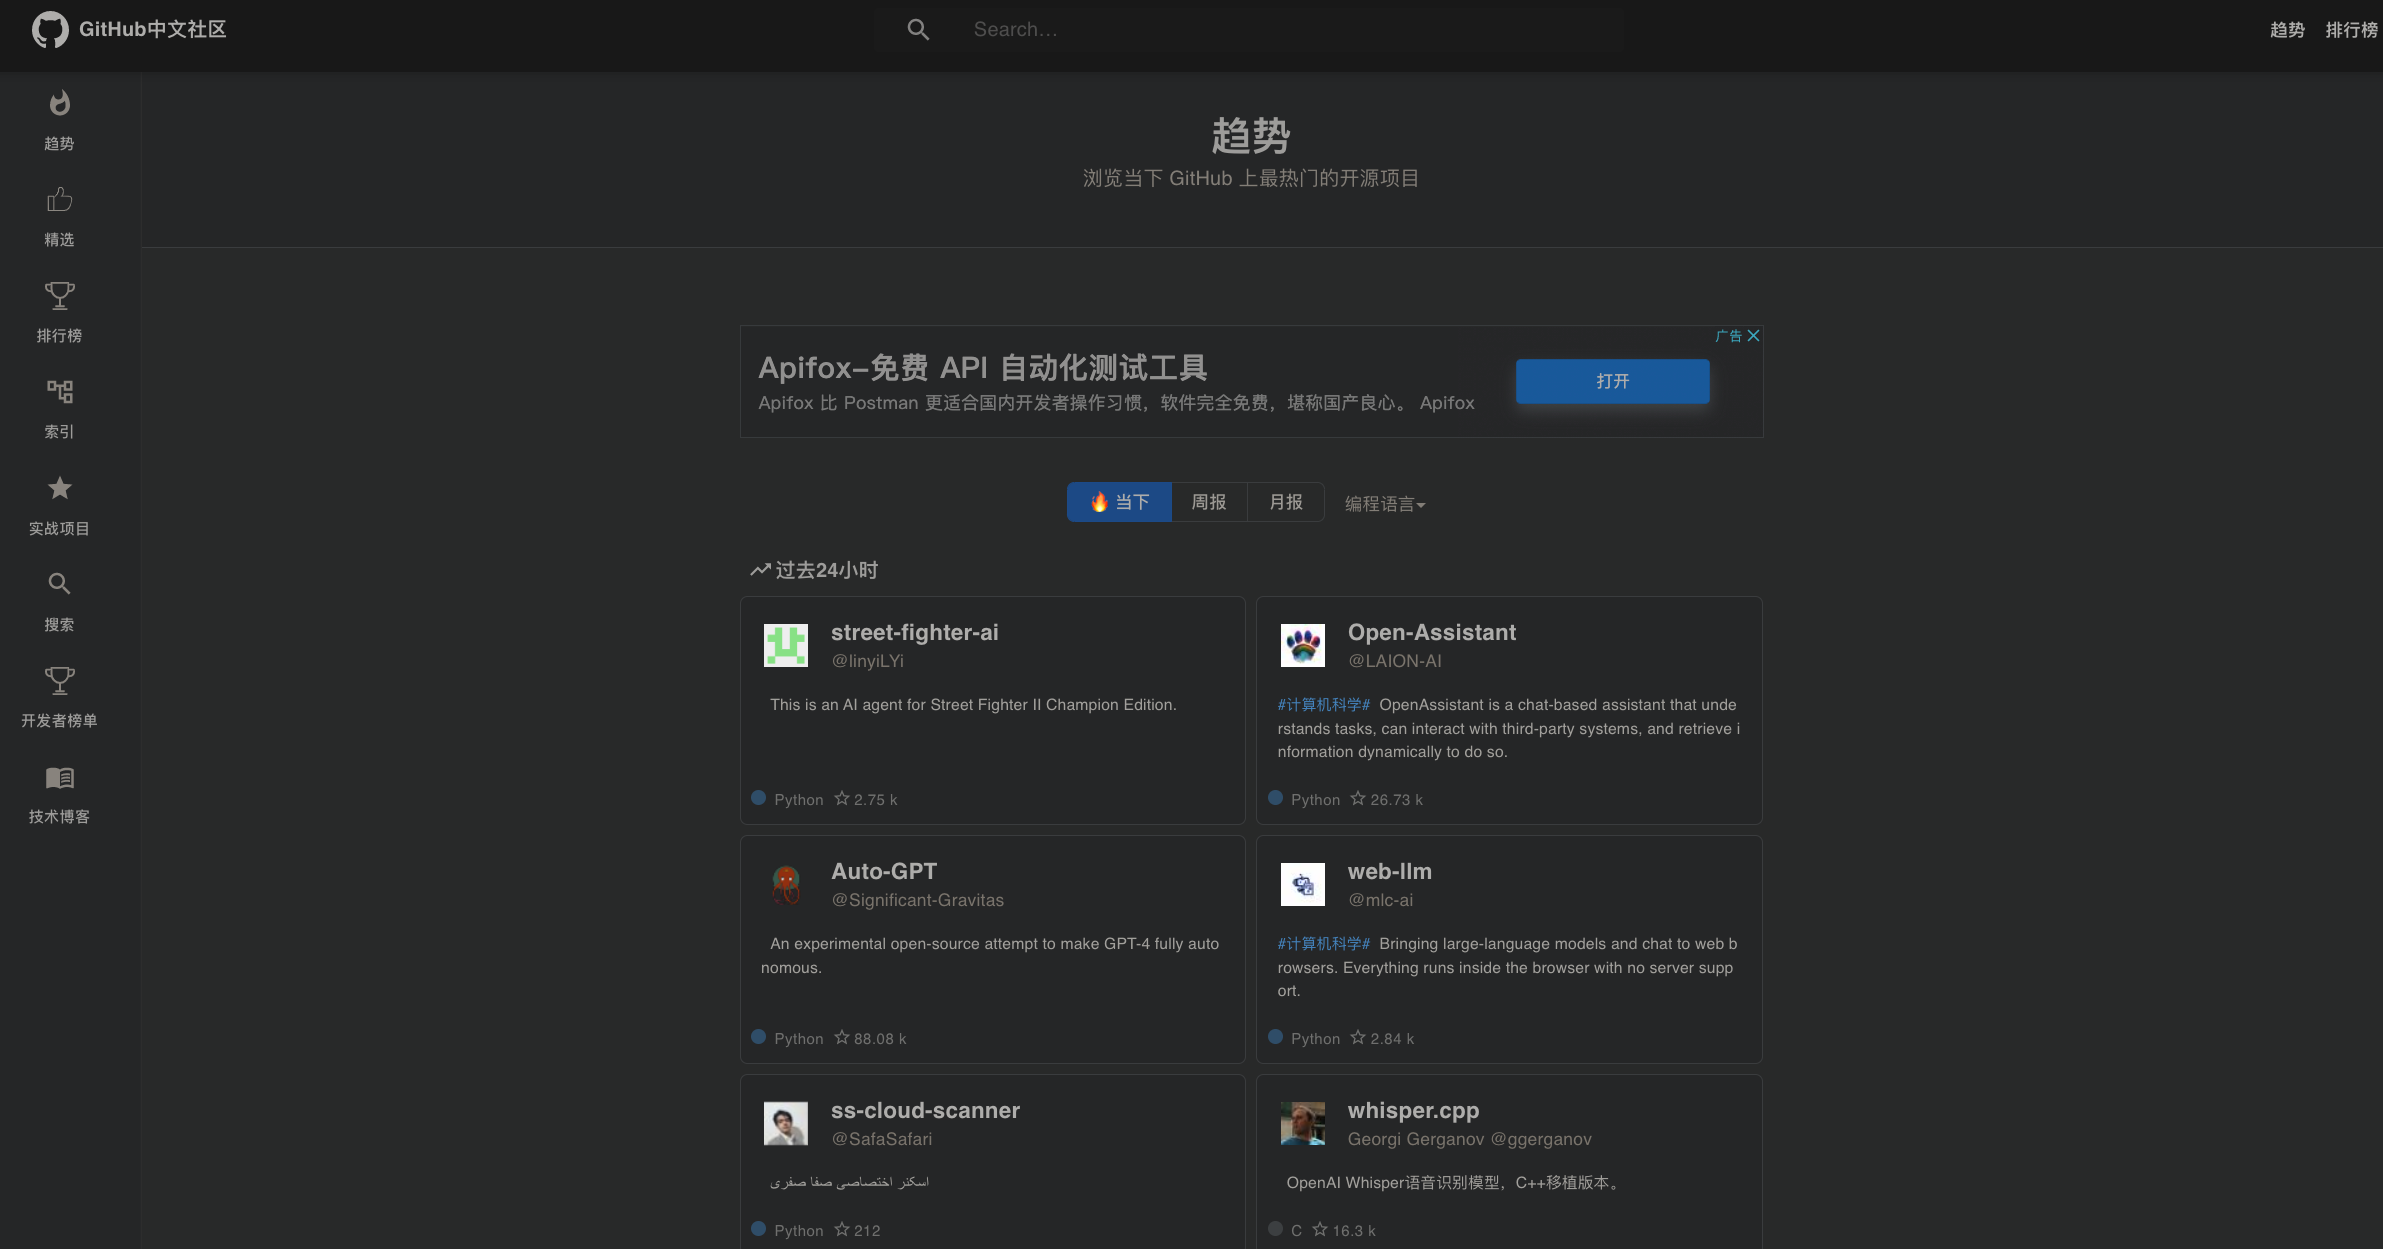 GitHub中文社区
Search…
趋势 排行榜
趋势
精选
排行榜
索引
实战项目
搜索
开发者榜单
技术博客
趋势
浏览当下 GitHub 上最热门的开源项目
广告
Apifox-免费 API 自动化测试工具
Apifox 比 Postman 更适合国内开发者操作习惯，软件完全免费，堪称国产良心。 Apifox
打开
🔥 当下 周报 月报 编程语言
过去24小时
street-fighter-ai
@linyiLYi
This is an AI agent for Street Fighter II Champion Edition.
Python 2.75 k
Open-Assistant
@LAION-AI
#计算机科学# OpenAssistant is a chat-based assistant that unde
rstands tasks, can interact with third-party systems, and retrieve i
nformation dynamically to do so.
Python 26.73 k
Auto-GPT
@Significant-Gravitas
An experimental open-source attempt to make GPT-4 fully auto
nomous.
Python 88.08 k
web-llm
@mlc-ai
#计算机科学# Bringing large-language models and chat to web b
rowsers. Everything runs inside the browser with no server supp
ort.
Python 2.84 k
ss-cloud-scanner
@SafaSafari
اسکنر اختصاصی صفا صفری
Python 212
whisper.cpp
Georgi Gerganov @ggerganov
OpenAI Whisper语音识别模型，C++移植版本。
C 16.3 k